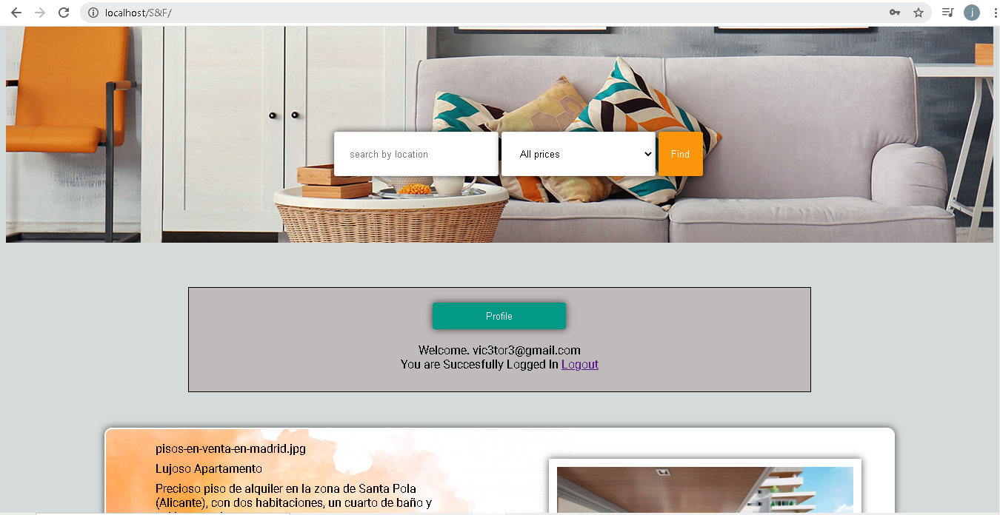 localhost/S&F/
j
search by location
All prices
Find
Profile
Welcome. vic3tor3@gmail.com
You are Succesfully Logged In Logout
pisos-en-venta-en-madrid.jpg
Lujoso Apartamento
Precioso piso de alquiler en la zona de Santa Pola
(Alicante), con dos habitaciones, un cuarto de baño y